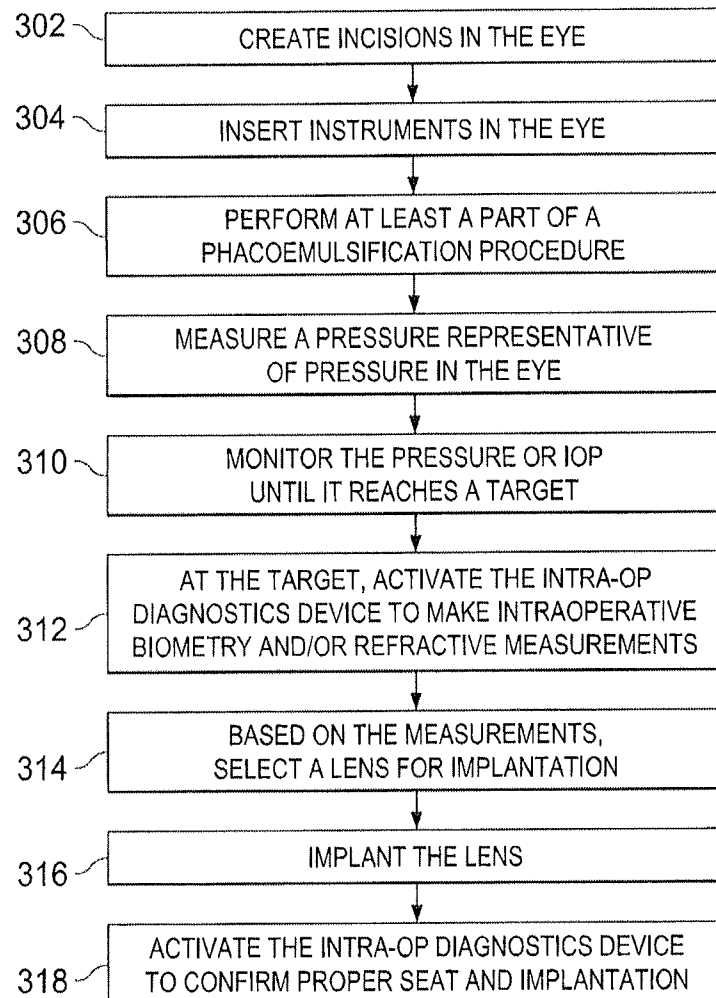 302
CREATE INCISIONS IN THE EYE
304
INSERT INSTRUMENTS IN THE EYE
306
PERFORM AT LEAST A PART OF A
PHACOEMULSIFICATION PROCEDURE
308
MEASURE A PRESSURE REPRESENTATIVE
OF PRESSURE IN THE EYE
310
MONITOR THE PRESSURE OR IOP
UNTIL IT REACHES A TARGET
312
AT THE TARGET, ACTIVATE THE INTRA-OP
DIAGNOSTICS DEVICE TO MAKE INTRAOPERATIVE
BIOMETRY AND/OR REFRACTIVE MEASUREMENTS
314
BASED ON THE MEASUREMENTS,
SELECT A LENS FOR IMPLANTATION
316
IMPLANT THE LENS
318
ACTIVATE THE INTRA-OP DIAGNOSTICS DEVICE
TO CONFIRM PROPER SEAT AND IMPLANTATION